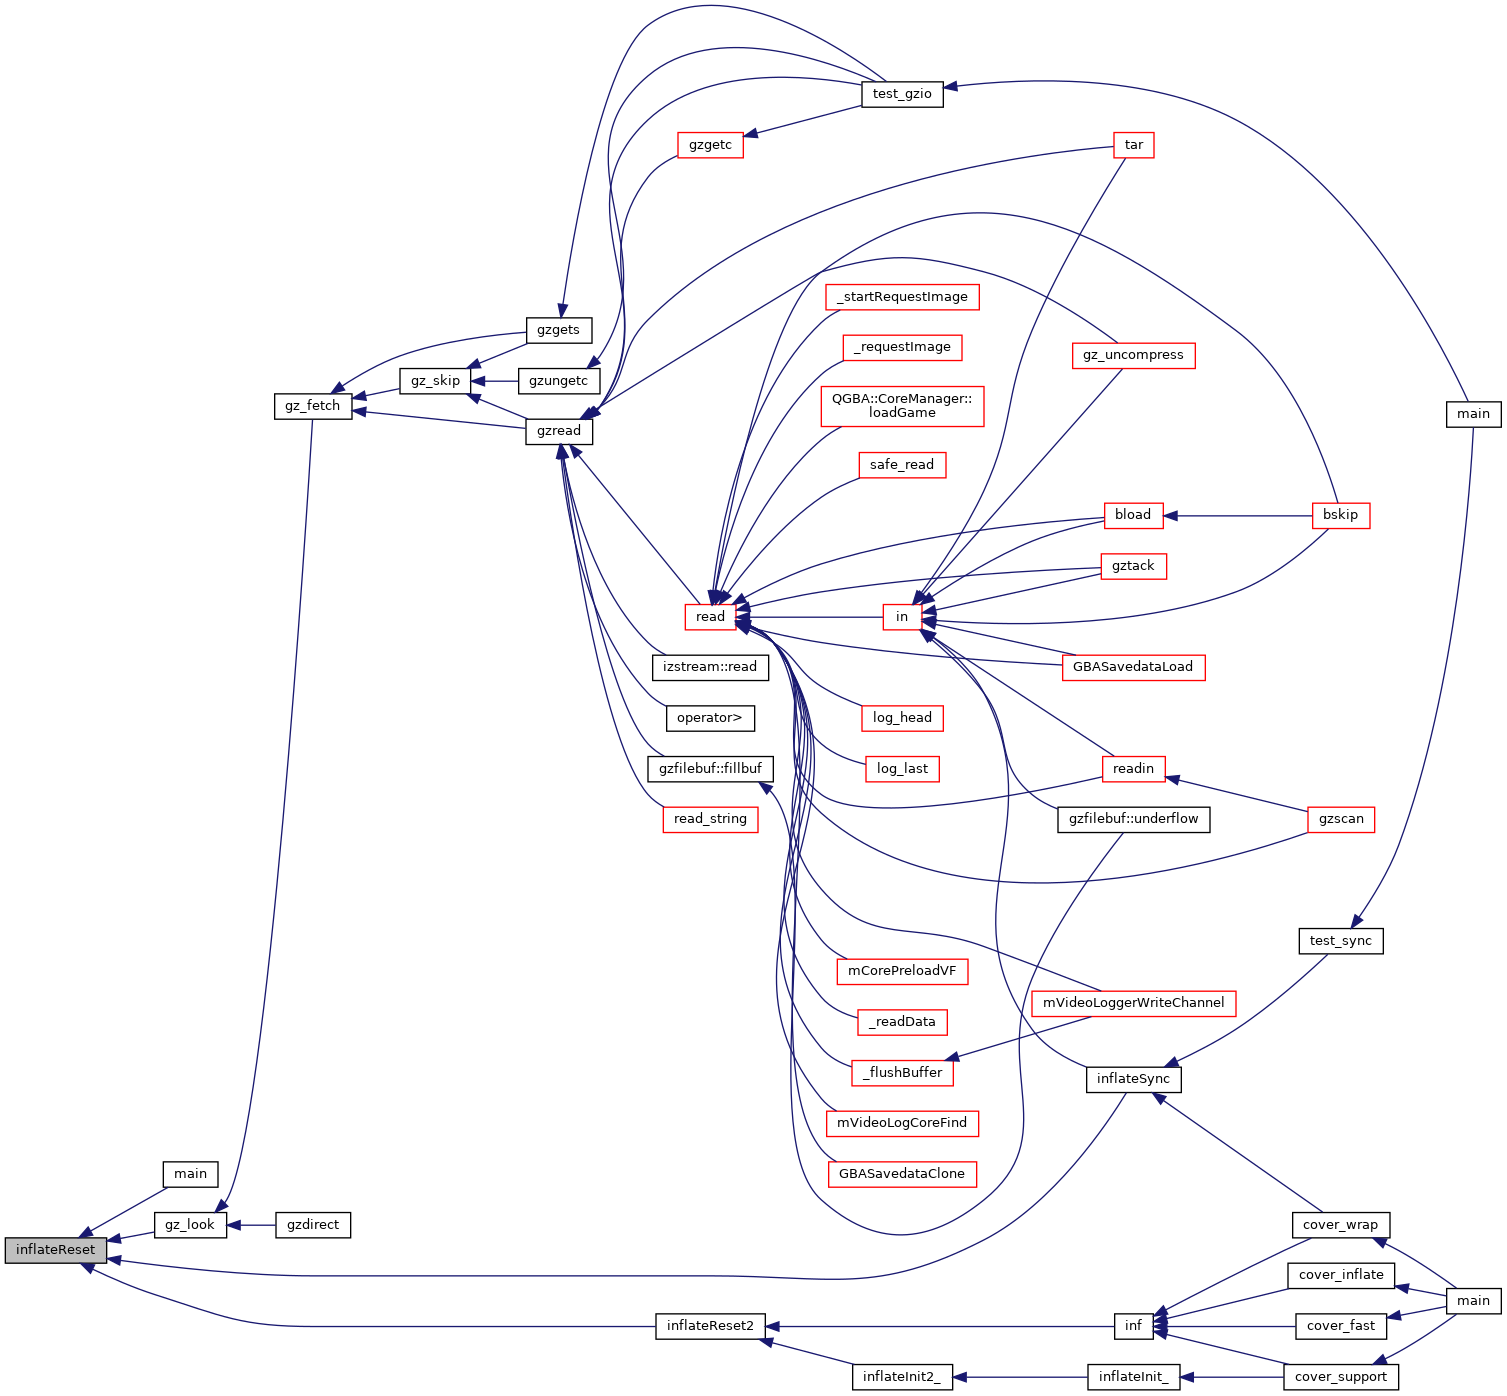 test_gzio
gzgetc
tar
_startRequestImage
gzgets
_requestImage
gz_uncompress
gz_skip
gzungetc
QGBA::CoreManager::
loadGame
gz_fetch
main
gzread
safe_read
bload
bskip
gztack
read
in
izstream::read
GBASavedataLoad
operator>
log_head
gzfilebuf::fillbuf
log_last
readin
read_string
gzfilebuf::underflow
gzscan
test_sync
mCorePreloadVF
mVideoLoggerWriteChannel
_readData
_flushBuffer
inflateSync
mVideoLogCoreFind
main
GBASavedataClone
gz_look
gzdirect
cover_wrap
inflateReset
cover_inflate
main
inflateReset2
inf
cover_fast
inflateInit2_
inflateInit_
cover_support